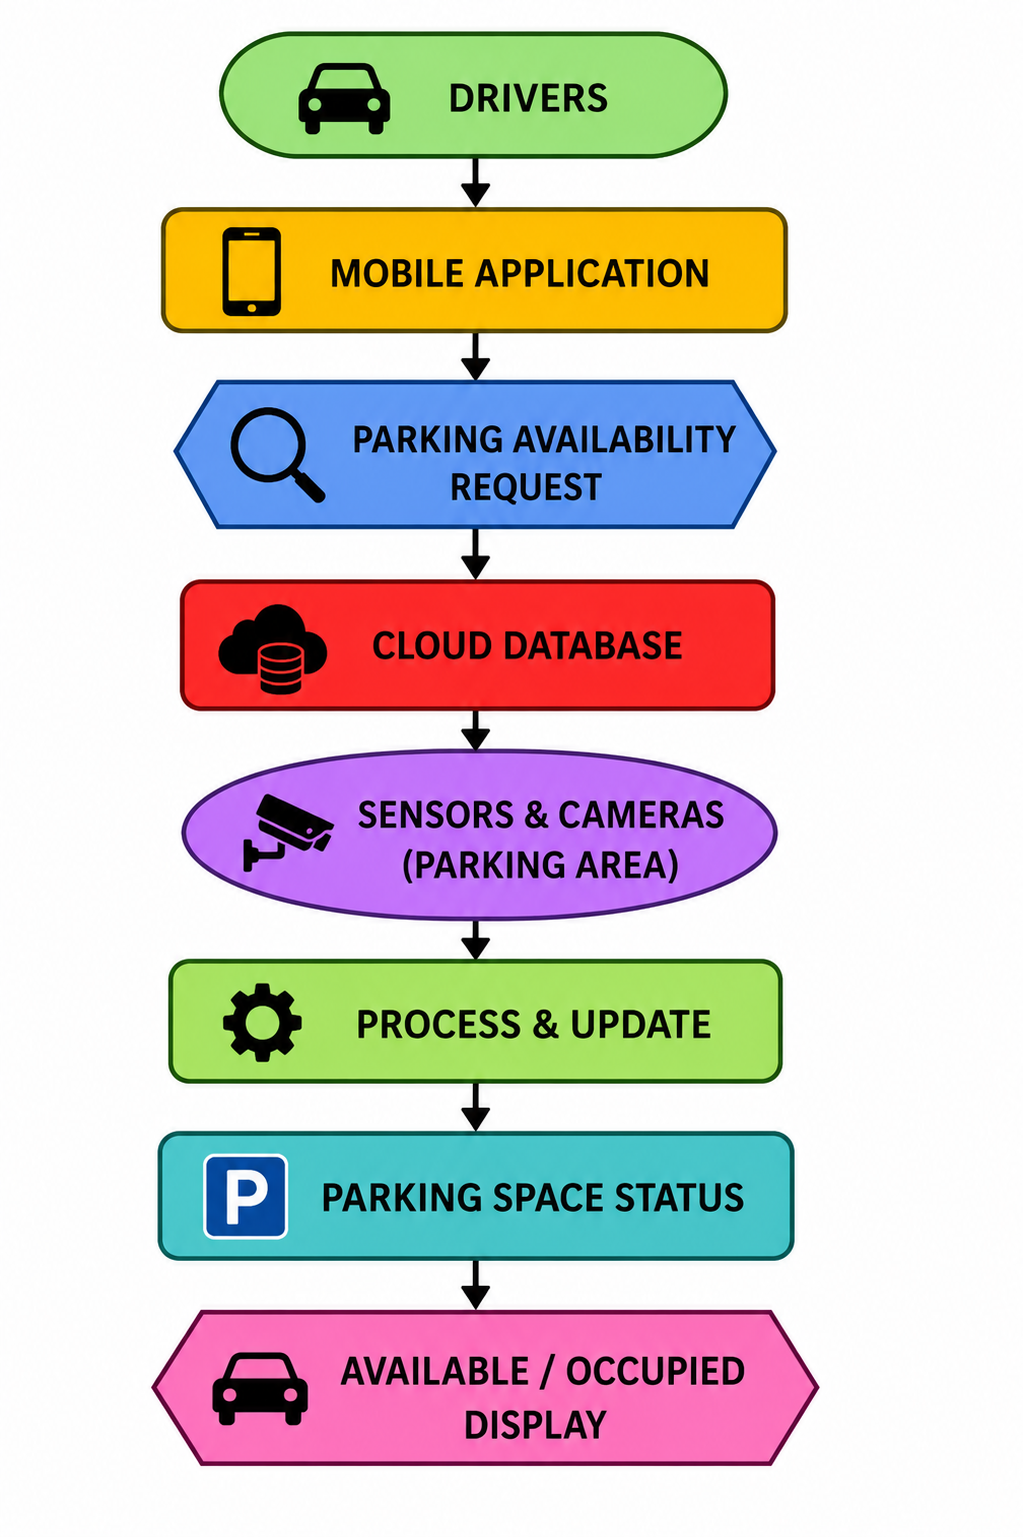 DRIVERS
MOBILE APPLICATION
PARKING AVAILABILITY
REQUEST
CLOUD DATABASE
SENSORS & CAMERAS
(PARKING AREA)
PROCESS & UPDATE
P
PARKING SPACE STATUS
AVAILABLE / OCCUPIED
DISPLAY